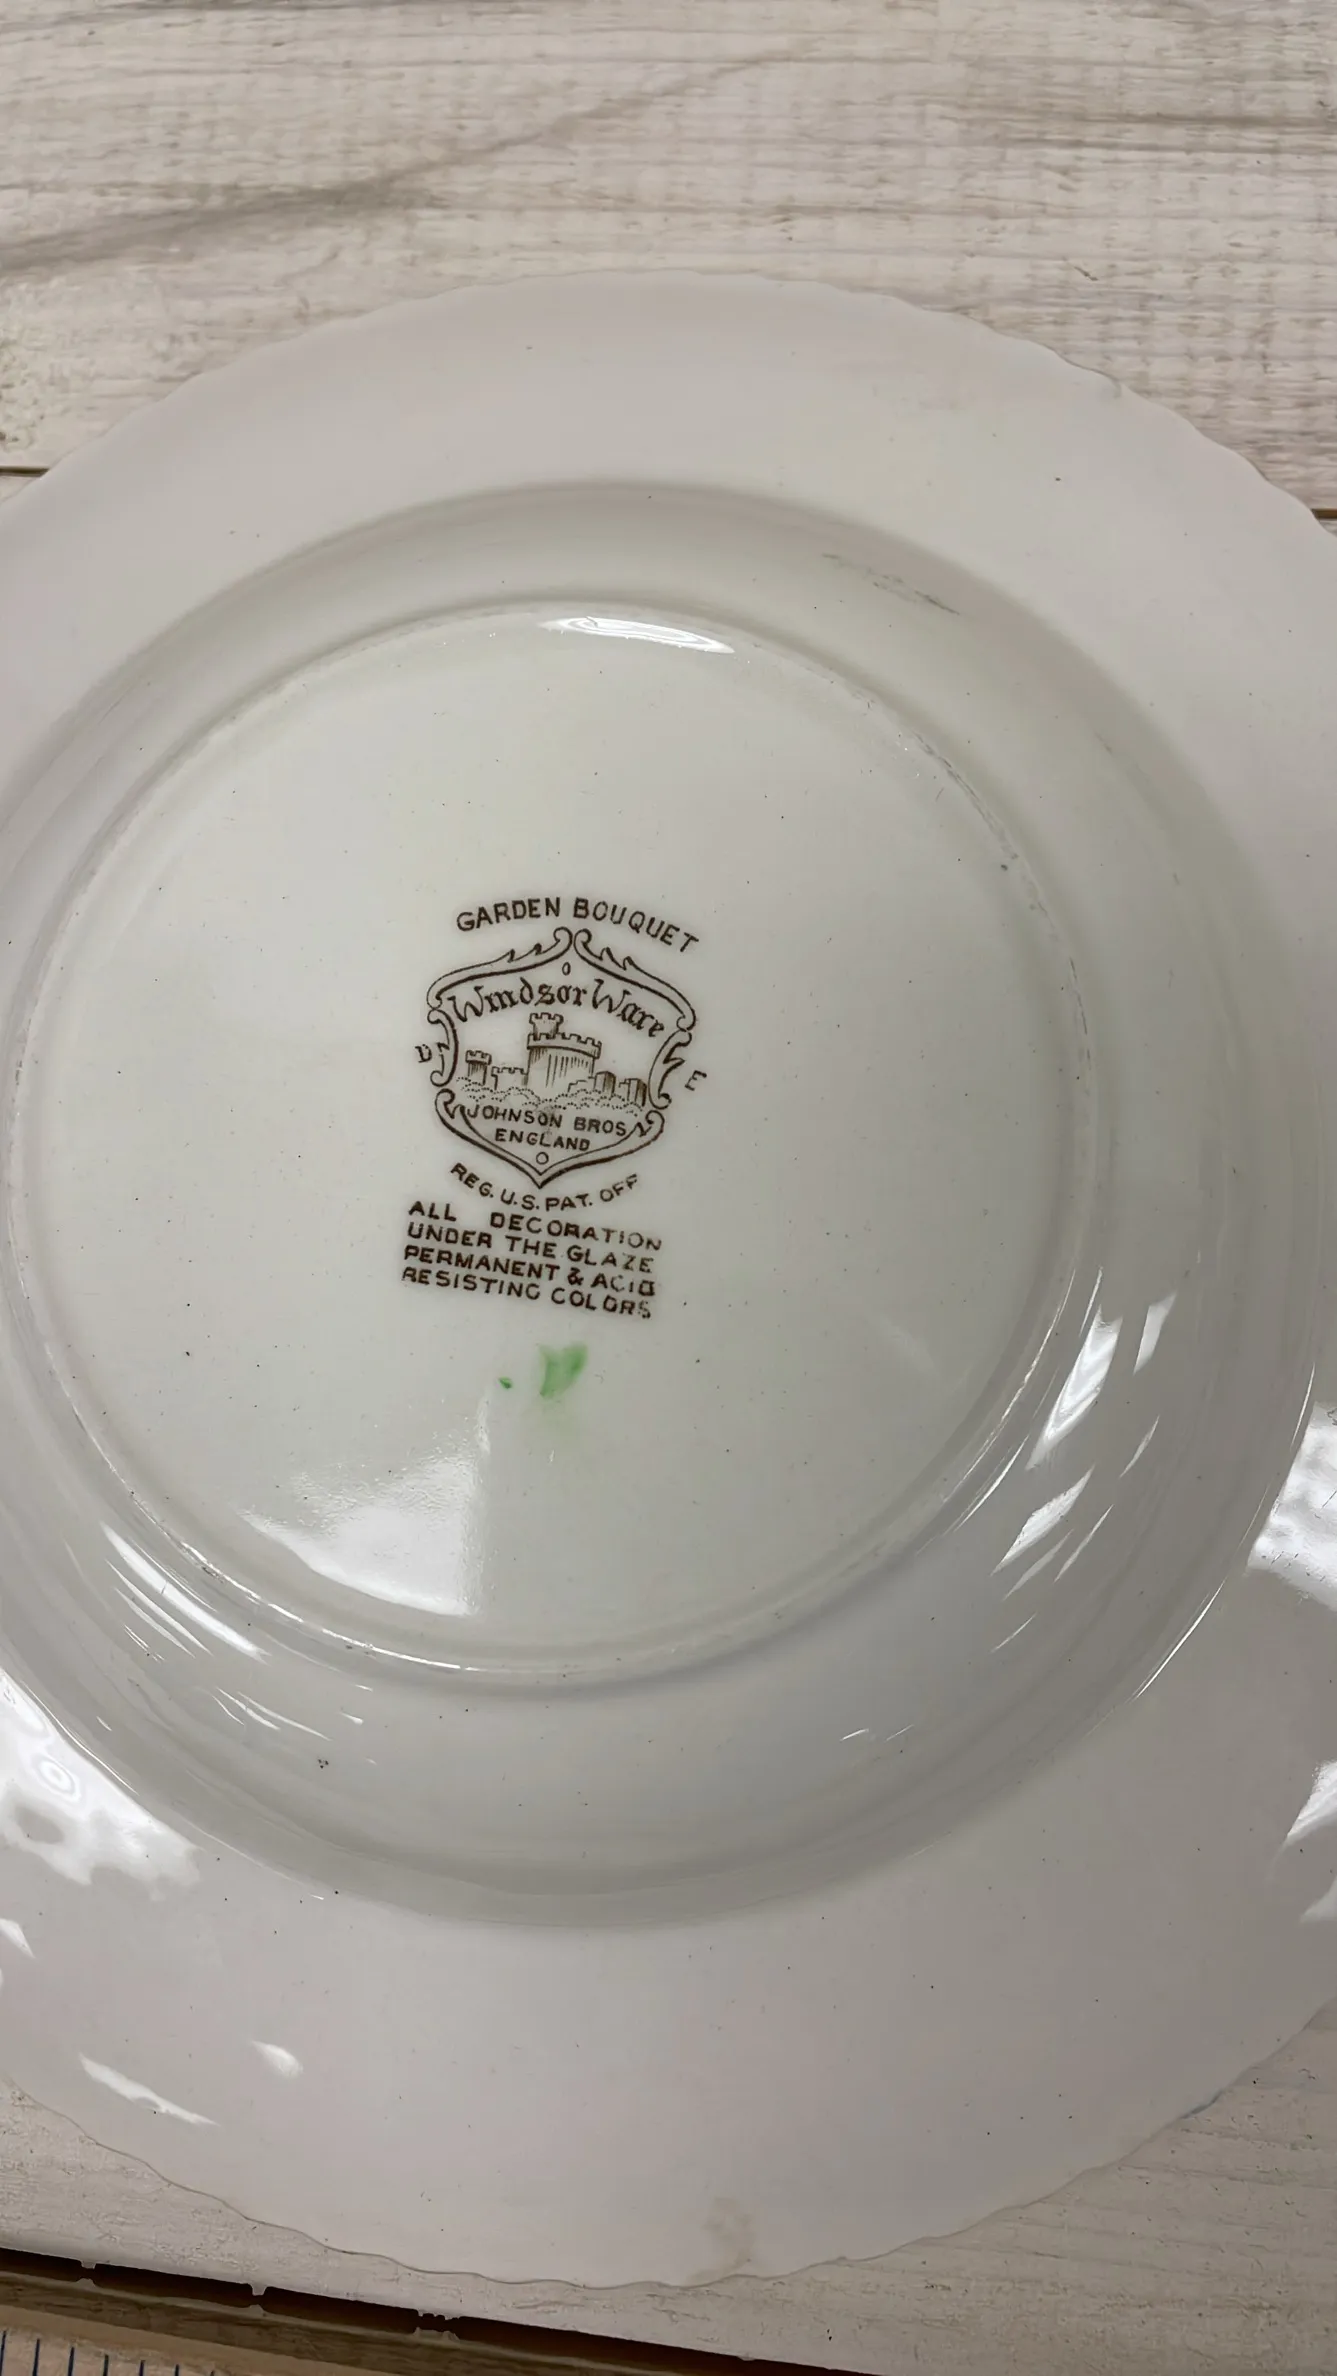 GARDEN BOUQUET
Windsor Ware
D E
JOHNSON BROS
ENGLAND
REG. U.S. PAT. OFF
ALL DECORATION
UNDER THE GLAZE
PERMANENT & ACID
RESISTING COLORS